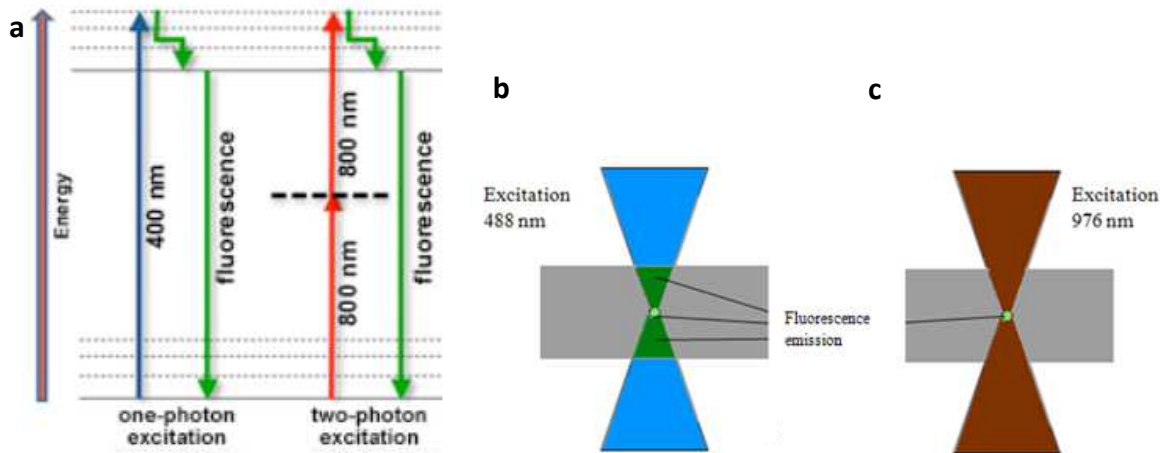 a
Energy
400 nm
fluorescence
800 nm
800 nm
fluorescence
one-photon
excitation
two-photon
excitation
b
Excitation
488 nm
c
Excitation
976 nm
Fluorescence
emission